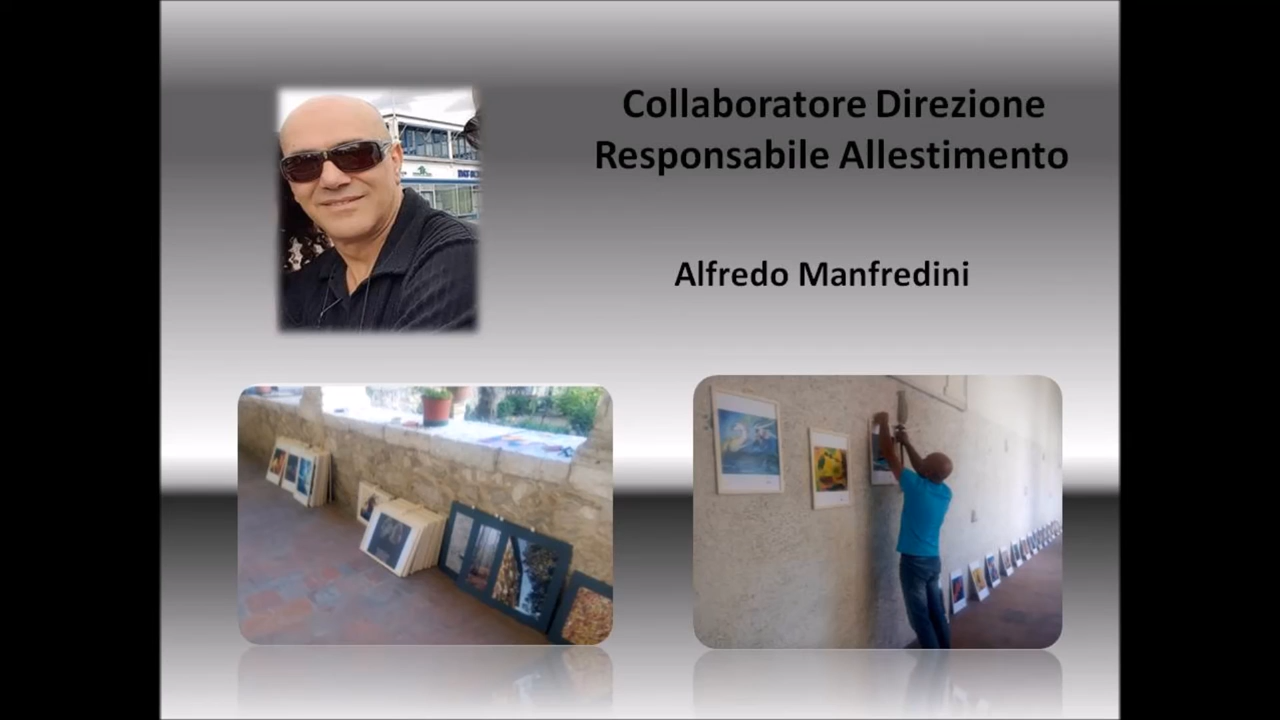 Collaboratore Direzione
Responsabile Allestimento
Alfredo Manfredini